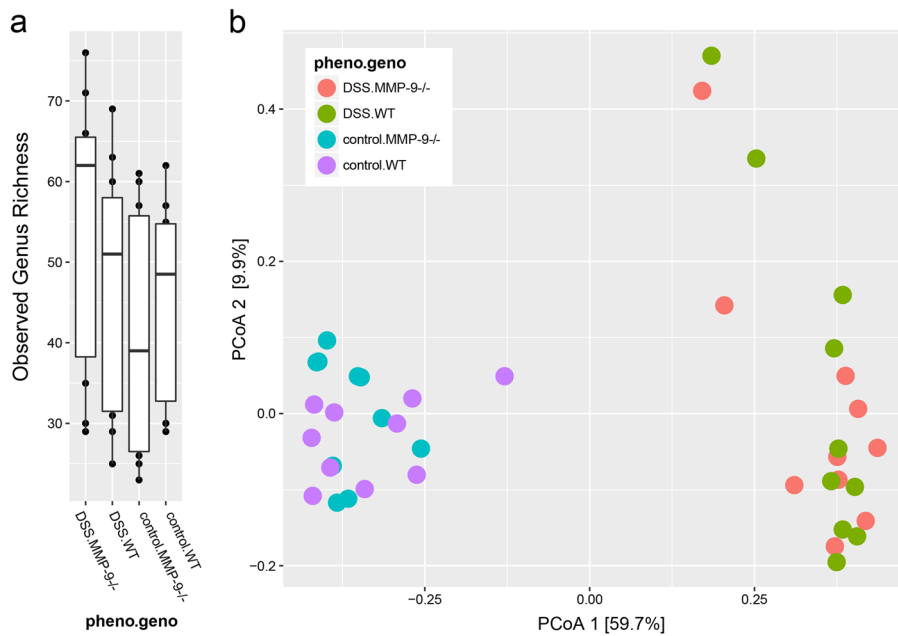 a
Observed Genus Richness
70
60
50
40
30
DSS.MMP-9-/-
DSS.WT
control.MMP-9-/-
control.WT
pheno.geno
b
pheno.geno
DSS.MMP-9-/-
DSS.WT
control.MMP-9-/-
control.WT
PCoA 2 [9.9%]
0.4
0.2
0.0
−0.2
−0.25
0.00
0.25
PCoA 1 [59.7%]